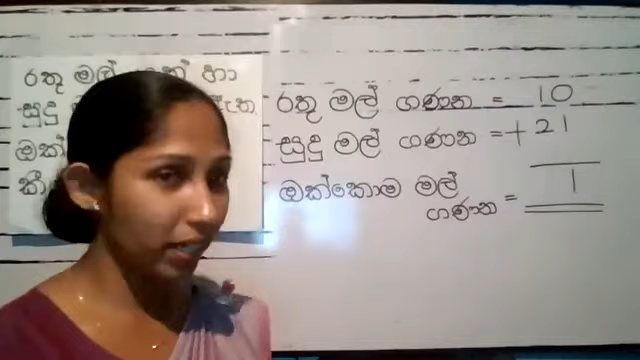 රතු මල් හා
සුදු
ඔක්
කී
රතු මල් ගණන = 10
සුදු මල් ගණන = + 21
ඔක්කොම මල්
ගණන = 1